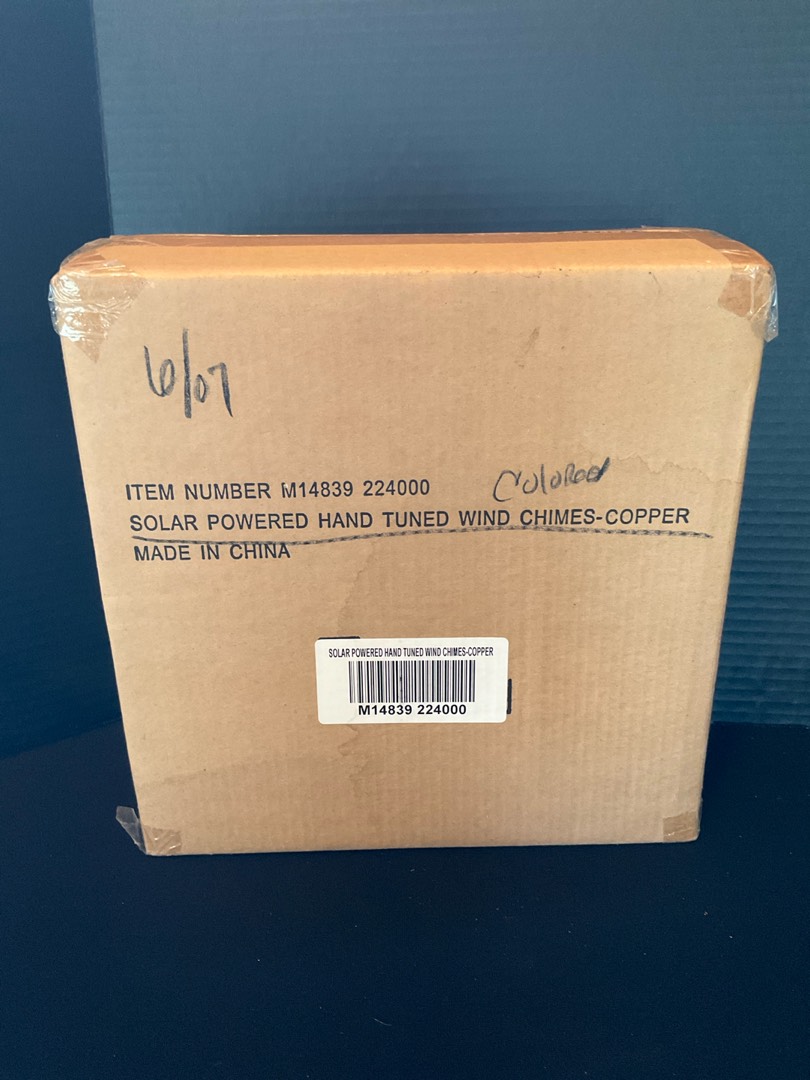 6/07
Colored
ITEM NUMBER M14839 224000
SOLAR POWERED HAND TUNED WIND CHIMES-COPPER
MADE IN CHINA
SOLAR POWERED HAND TUNED WIND CHIMES-COPPER
M14839 224000